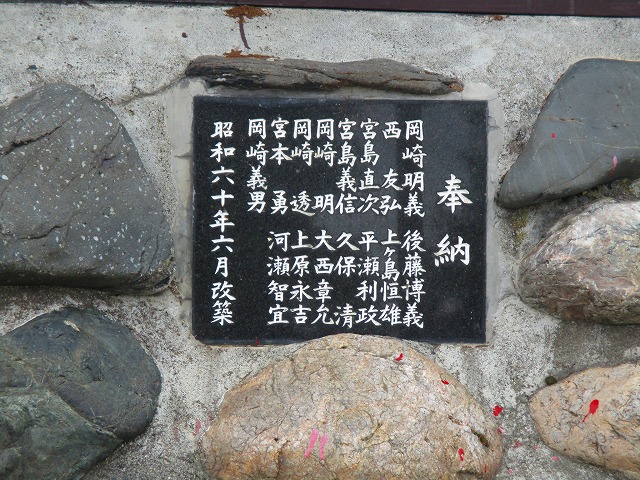 奉納
岡崎明義 後藤博義
西 友弘 上ヶ島恒雄
宮島直次 平瀬利政
宮島義信 久保 清
岡崎 明 大西章允
岡崎 透 上原永吉
宮本 勇 河瀬智宜
岡崎義男
昭和六十年六月改築